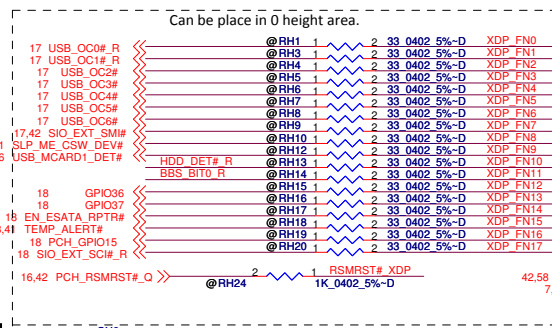 Can be place in 0 height area.
17 USB_OC0#_R @RH1 1 2 33_0402_5%~D XDP_FN0
17 USB_OC1#_R @RH3 1 2 33_0402_5%~D XDP_FN1
17 USB_OC2# @RH4 1 2 33_0402_5%~D XDP_FN2
17 USB_OC3# @RH5 1 2 33_0402_5%~D XDP_FN3
17 USB_OC4# @RH6 1 2 33_0402_5%~D XDP_FN4
17 USB_OC5# @RH7 1 2 33_0402_5%~D XDP_FN5
17 USB_OC6# @RH8 1 2 33_0402_5%~D XDP_FN6
17,42 SIO_EXT_SMI# @RH9 1 2 33_0402_5%~D XDP_FN7
SLP_ME_CSW_DEV# @RH10 1 2 33_0402_5%~D XDP_FN8
USB_MCARD1_DET# @RH12 1 2 33_0402_5%~D XDP_FN9
HDD_DET#_R @RH13 1 2 33_0402_5%~D XDP_FN10
BBS_BIT0_R @RH14 1 2 33_0402_5%~D XDP_FN11
18 GPIO36 @RH15 1 2 33_0402_5%~D XDP_FN12
18 GPIO37 @RH16 1 2 33_0402_5%~D XDP_FN13
18 EN_ESATA_RPTR# @RH17 1 2 33_0402_5%~D XDP_FN14
TEMP_ALERT# @RH18 1 2 33_0402_5%~D XDP_FN15
18 PCH_GPIO15 @RH19 1 2 33_0402_5%~D XDP_FN16
18 SIO_EXT_SCI#_R @RH20 1 2 33_0402_5%~D XDP_FN17
16,42 PCH_RSMRST#_Q 2 1 RSMRST#_XDP 42,58
@RH24 1K_0402_5%~D